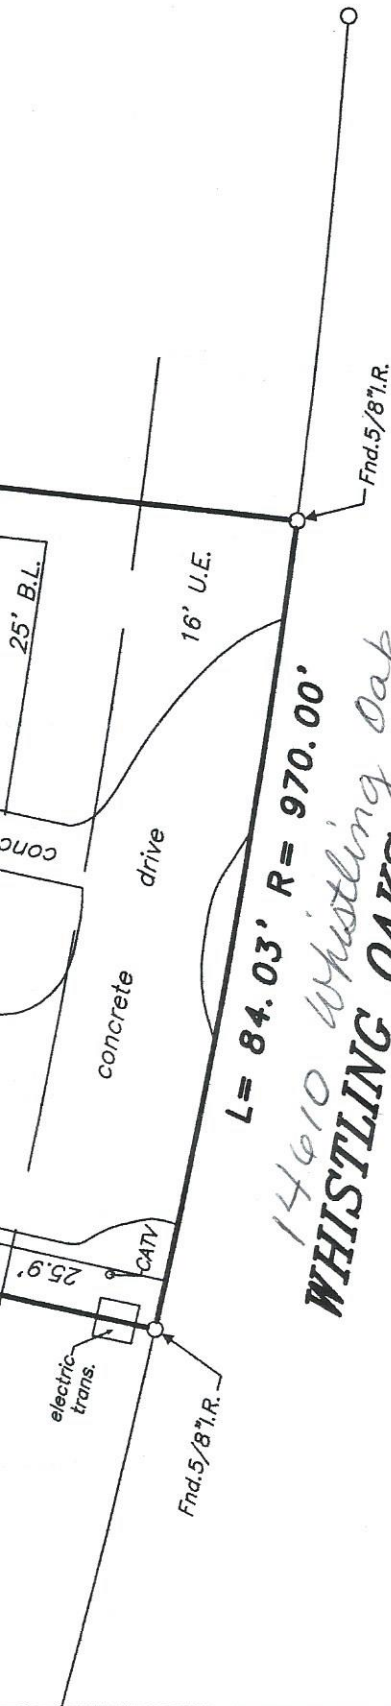 25' B.L.
16' U.E.
Fnd.5/8"I.R.
conc
drive
concrete
L= 84.03' R= 970.00'
14610 Whistling Oak
WHISTLING
25.9'
CATV
electric
trans.
Fnd.5/8"I.R.